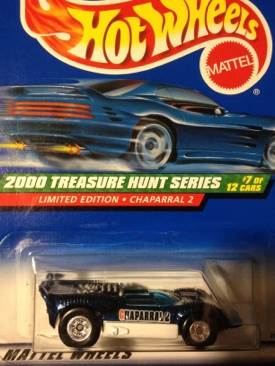 Hot Wheels
MATTEL
®
2000 TREASURE HUNT SERIES
#7 OF
12 CARS
LIMITED EDITION • CHAPARRAL 2
CHAPARRAL 2
MATTEL WHEELS